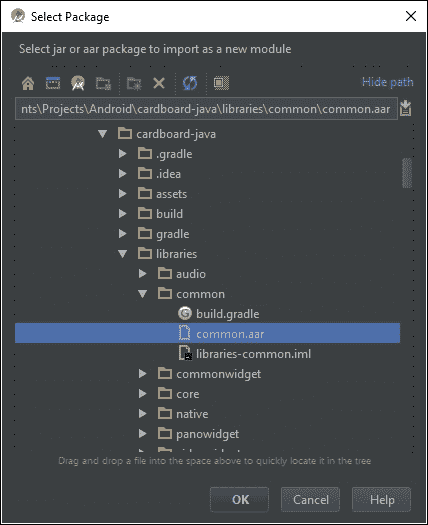 Select Package
Select jar or aar package to import as a new module
Hide path
nts\Projects\Android\cardboard-java\libraries\common\common.aar
cardboard-java
.gradle
.idea
assets
build
gradle
libraries
audio
common
build.gradle
common.aar
libraries-common.iml
commonwidget
core
native
panowidget
Drag and drop a file into the space above to quickly locate it in the tree
OK Cancel Help